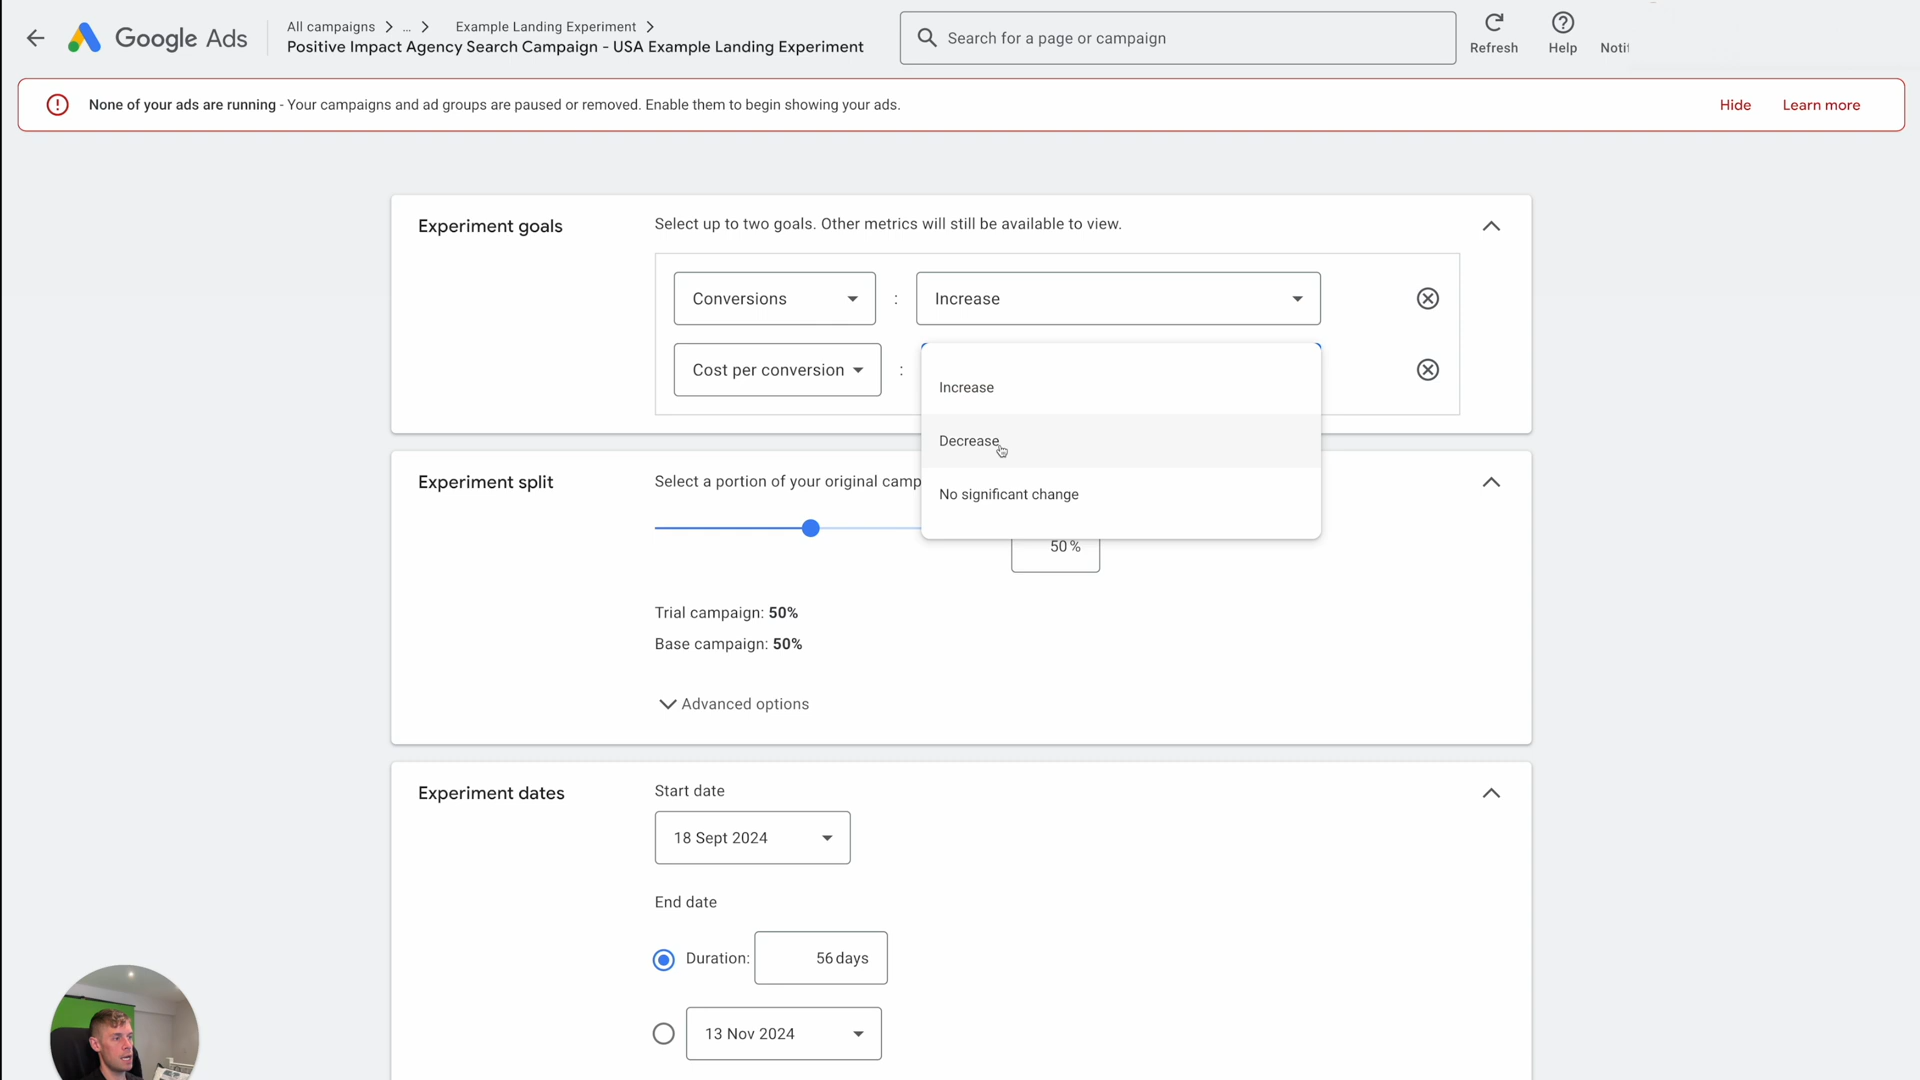 Google Ads
All campaigns > ... > Example Landing Experiment >
Positive Impact Agency Search Campaign - USA Example Landing Experiment
Search for a page or campaign
Refresh
Help
Noti
None of your ads are running - Your campaigns and ad groups are paused or removed. Enable them to begin showing your ads.
Hide
Learn more
Experiment goals
Select up to two goals. Other metrics will still be available to view.
Conversions : Increase
Cost per conversion :
Increase
Decrease
No significant change
Experiment split
Select a portion of your original camp
50 %
Trial campaign: 50%
Base campaign: 50%
Advanced options
Experiment dates
Start date
18 Sept 2024
End date
Duration: 56 days
13 Nov 2024